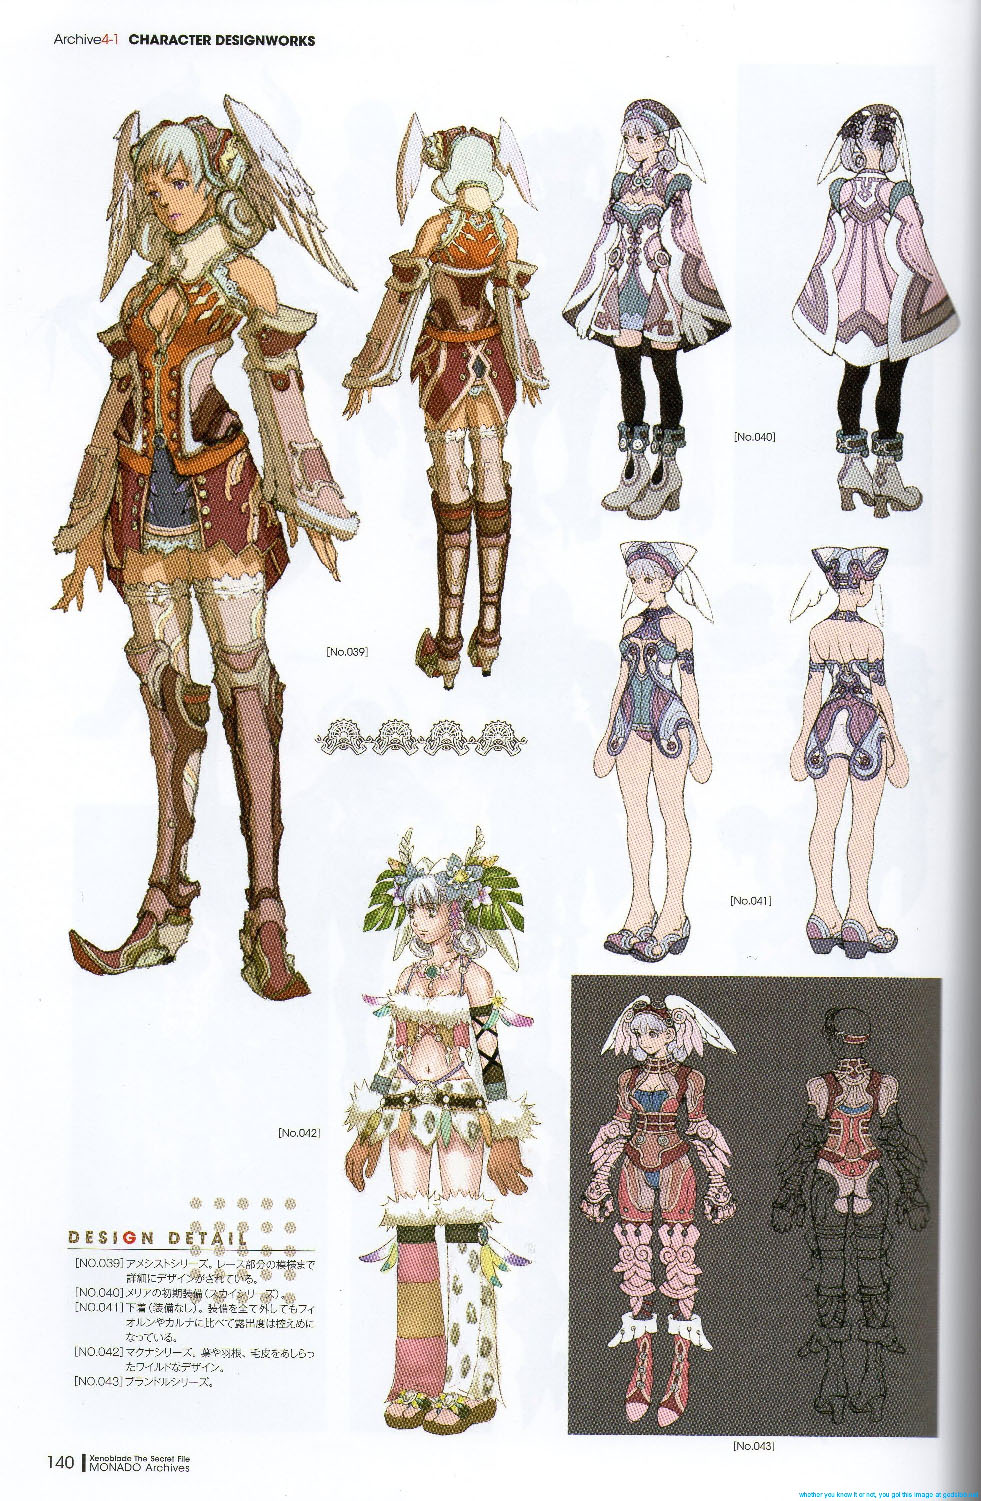 Archive4-1 CHARACTER DESIGNWORKS
[No.040]
[No.039]
[No.041]
[No.042]
DESIGN DETAIL
[NO.039] アメシストシリーズ。レース部分の模様まで
詳細にデザインがされている。
[NO.040] メリアの初期装備(スカイシリーズ)。
[NO.041] 下着(装備なし)。装備を全て外してもフィ
オルンやカルナに比べて露出度は控えめに
なっている。
[NO.042] マクナシリーズ。葉や羽根、毛皮をあしらっ
たワイルドなデザイン。
[NO.043] ブランドルシリーズ。
[No.043]
140 Xenoblade The Secret File
MONADO Archives
whether you know it or not, you got this image at